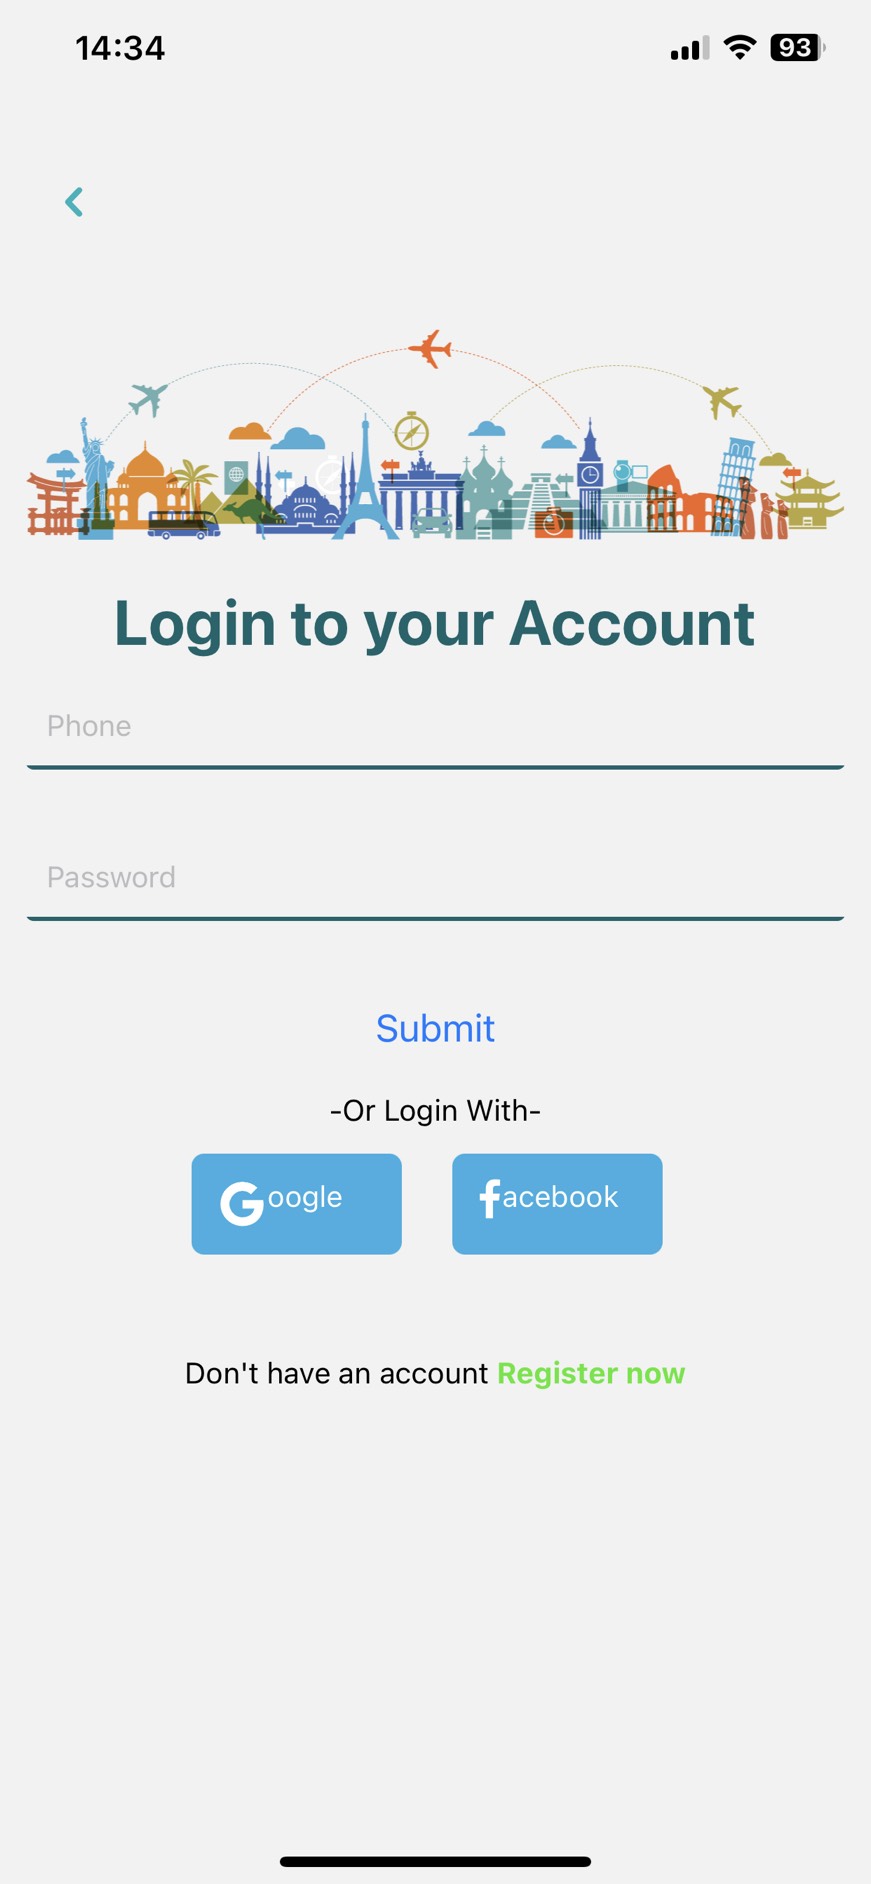 14:34
93
Login to your Account
Phone
Password
Submit
-Or Login With-
Google
facebook
Don't have an account Register now